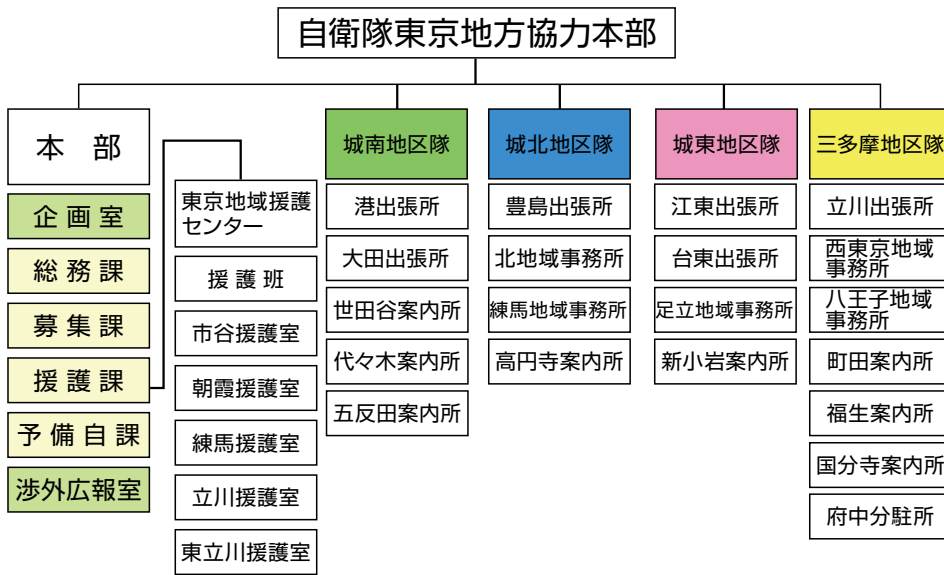 自衛隊東京地方協力本部
本 部
企 画 室
総 務 課
募 集 課
援 護 課
予 備 自 課
渉外広報室
東京地域援護
センター
援 護 班
市谷援護室
朝霞援護室
練馬援護室
立川援護室
東立川援護室
城南地区隊
港出張所
大田出張所
世田谷案内所
代々木案内所
五反田案内所
城北地区隊
豊島出張所
北地域事務所
練馬地域事務所
高円寺案内所
城東地区隊
江東出張所
台東出張所
足立地域事務所
新小岩案内所
三多摩地区隊
立川出張所
西東京地域
事務所
八王子地域
事務所
町田案内所
福生案内所
国分寺案内所
府中分駐所